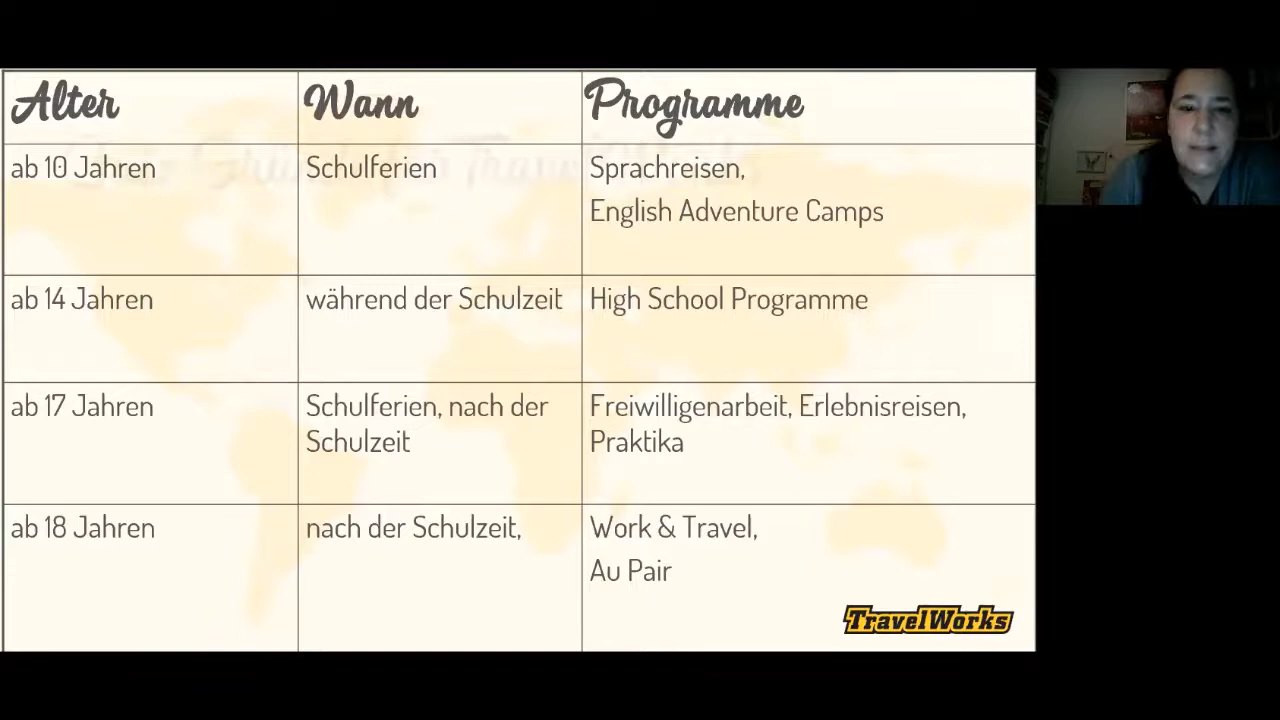 Alter Wann Programme
ab 10 Jahren Schulferien Sprachreisen,
English Adventure Camps
ab 14 Jahren während der Schulzeit High School Programme
ab 17 Jahren Schulferien, nach der Freiwilligenarbeit, Erlebnisreisen,
Schulzeit Praktika
ab 18 Jahren nach der Schulzeit, Work & Travel,
Au Pair
TravelWorks